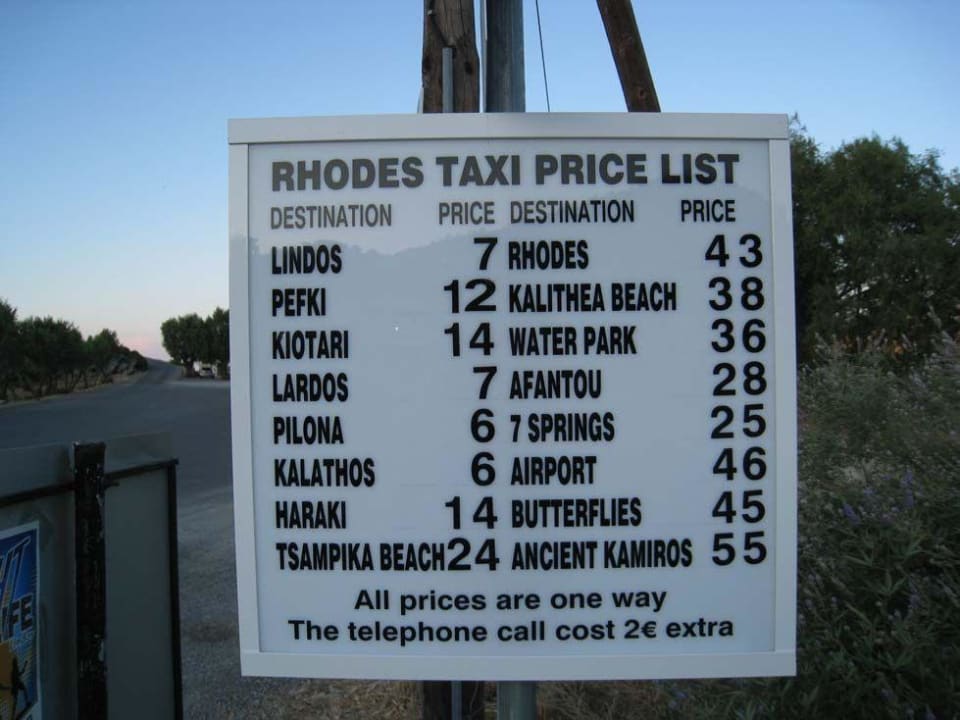 RHODES TAXI PRICE LIST
DESTINATION PRICE DESTINATION PRICE
LINDOS 7 RHODES 43
PEFKI 12 KALITHEA BEACH 38
KIOTARI 14 WATER PARK 36
LARDOS 7 AFANTOU 28
PILONA 6 7 SPRINGS 25
KALATHOS 6 AIRPORT 46
HARAKI 14 BUTTERFLIES 45
TSAMPIKA BEACH 24 ANCIENT KAMIROS 55
All prices are one way
The telephone call cost 2€ extra